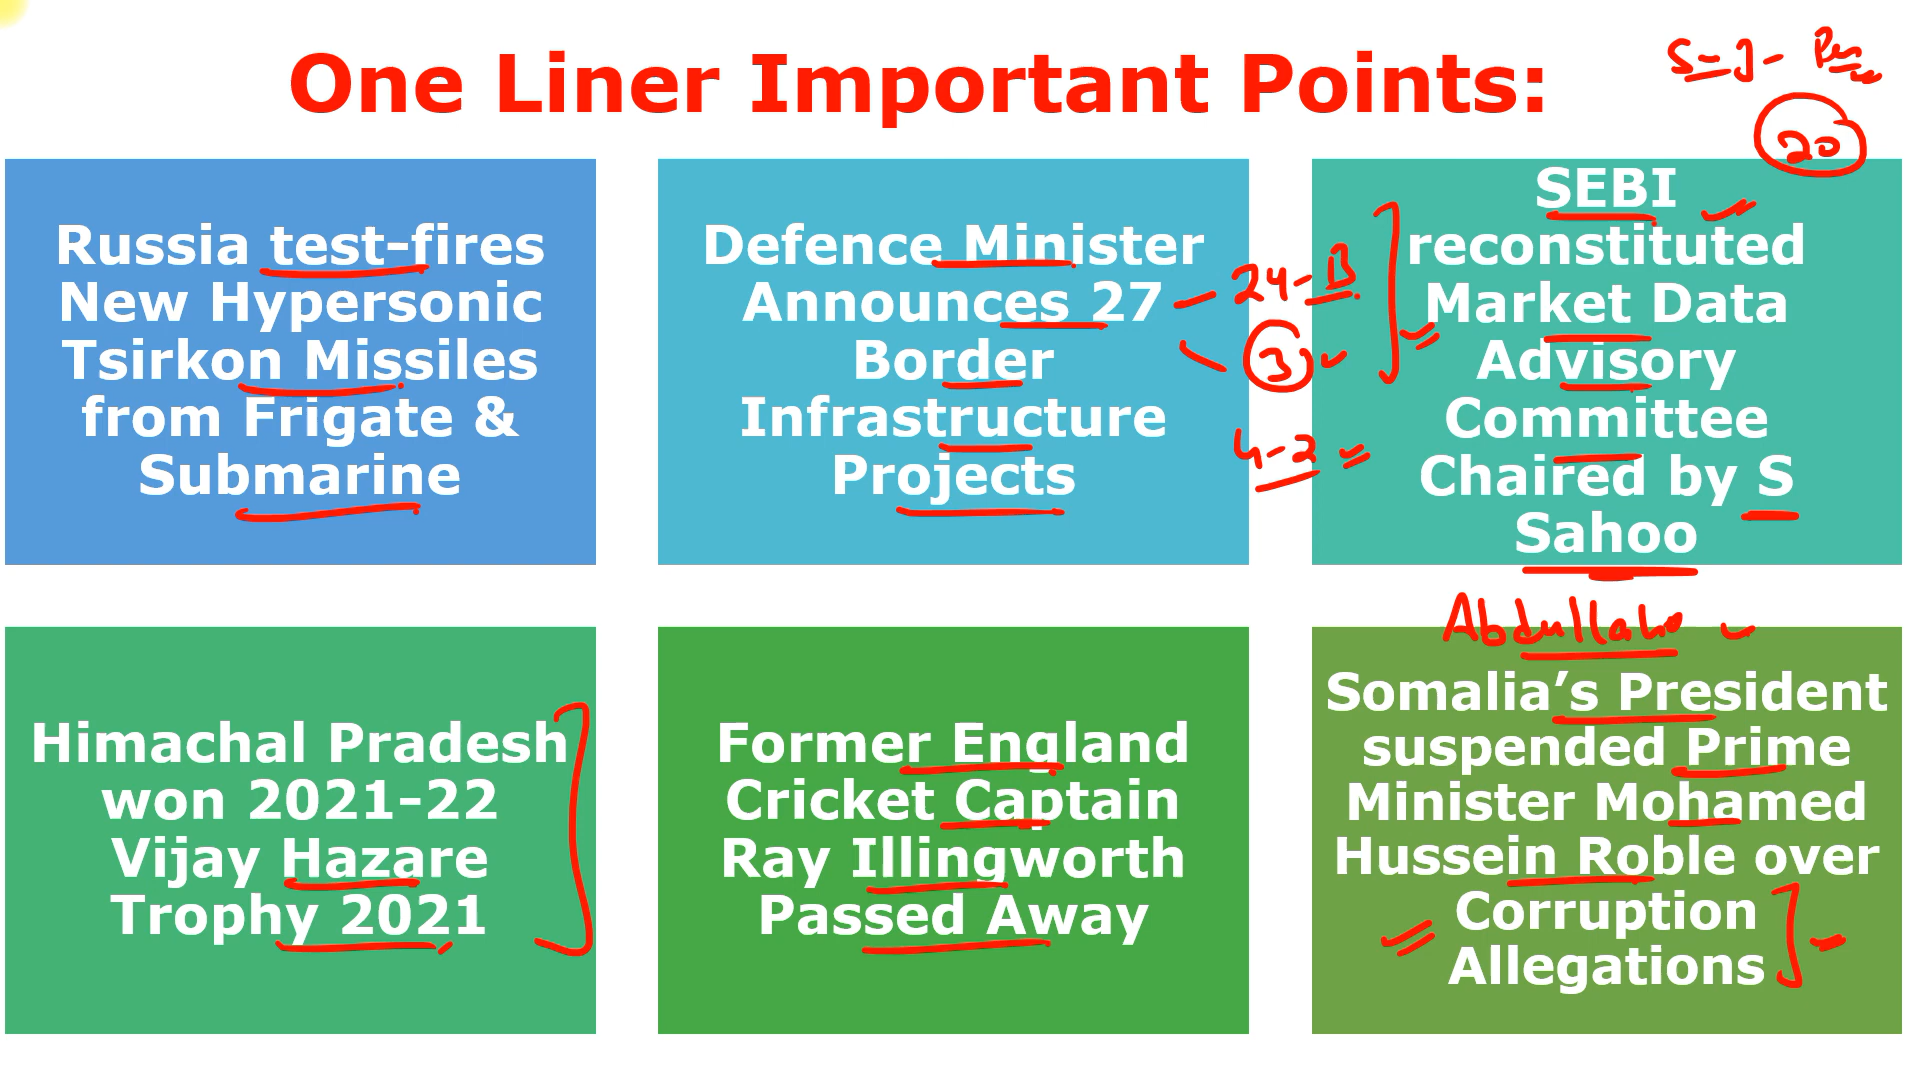 One Liner Important Points:
20
Russia test-fires
New Hypersonic
Tsirkon Missiles
from Frigate &
Submarine
Defence Minister
Announces 27
Border
Infrastructure
Projects
24-B
3
4-2
SEBI
reconstituted
Market Data
Advisory
Committee
Chaired by S
Sahoo
Himachal Pradesh
won 2021-22
Vijay Hazare
Trophy 2021
Former England
Cricket Captain
Ray Illingworth
Passed Away
Abdullaho
Somalia’s President
suspended Prime
Minister Mohamed
Hussein Roble over
Corruption
Allegations